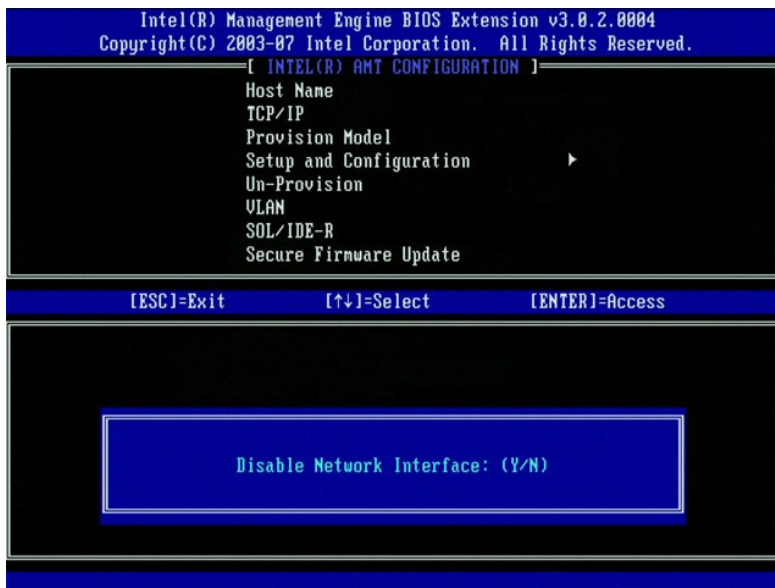 Intel(R) Management Engine BIOS Extension v3.0.2.0004
Copyright(C) 2003-07 Intel Corporation. All Rights Reserved.
[ INTEL(R) AMT CONFIGURATION ]
Host Name
TCP/IP
Provision Model
Setup and Configuration
Un-Provision
VLAN
SOL/IDE-R
Secure Firmware Update
[ESC]=Exit [↑↓]=Select [ENTER]=Access
Disable Network Interface: (Y/N)